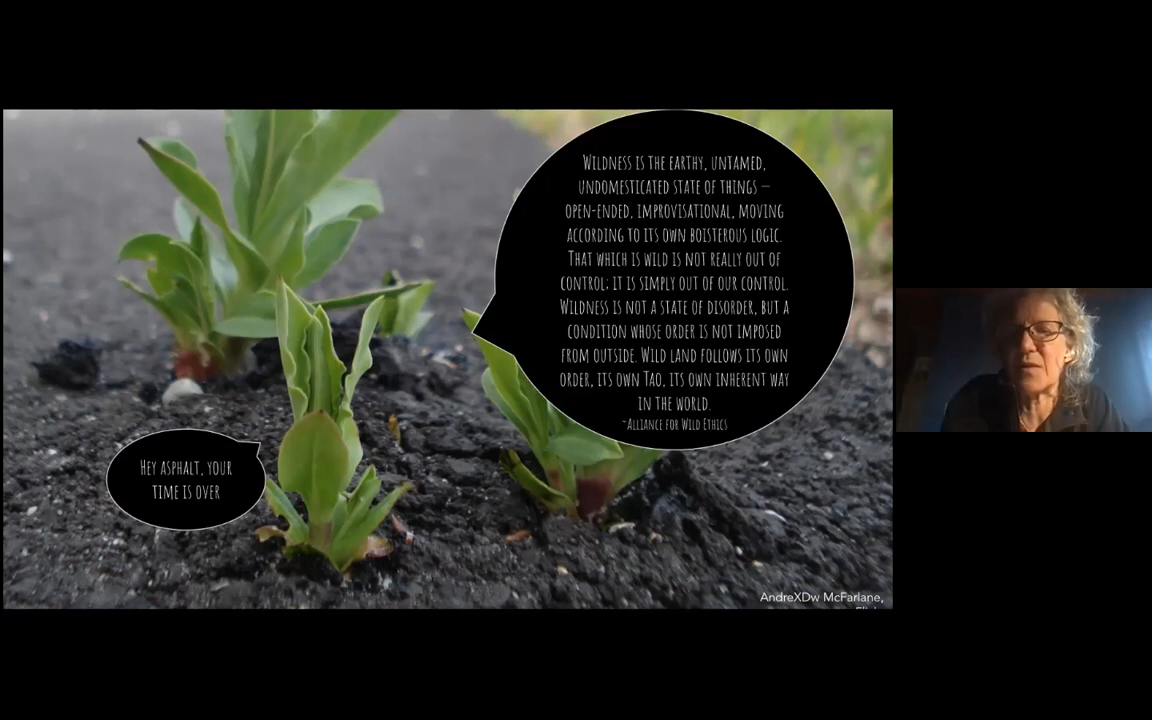 Wildness is the earthy, untamed,
undomesticated state of things —
open-ended, improvisational, moving
according to its own boisterous logic.
That which is wild is not really out of
control; it is simply out of our control.
Wildness is not a state of disorder, but a
condition whose order is not imposed
from outside. Wild land follows its own
order, its own Tao, its own inherent way
in the world.
~Alliance for Wild Ethics
Hey asphalt, your
time is over
AndreXDw McFarlane,